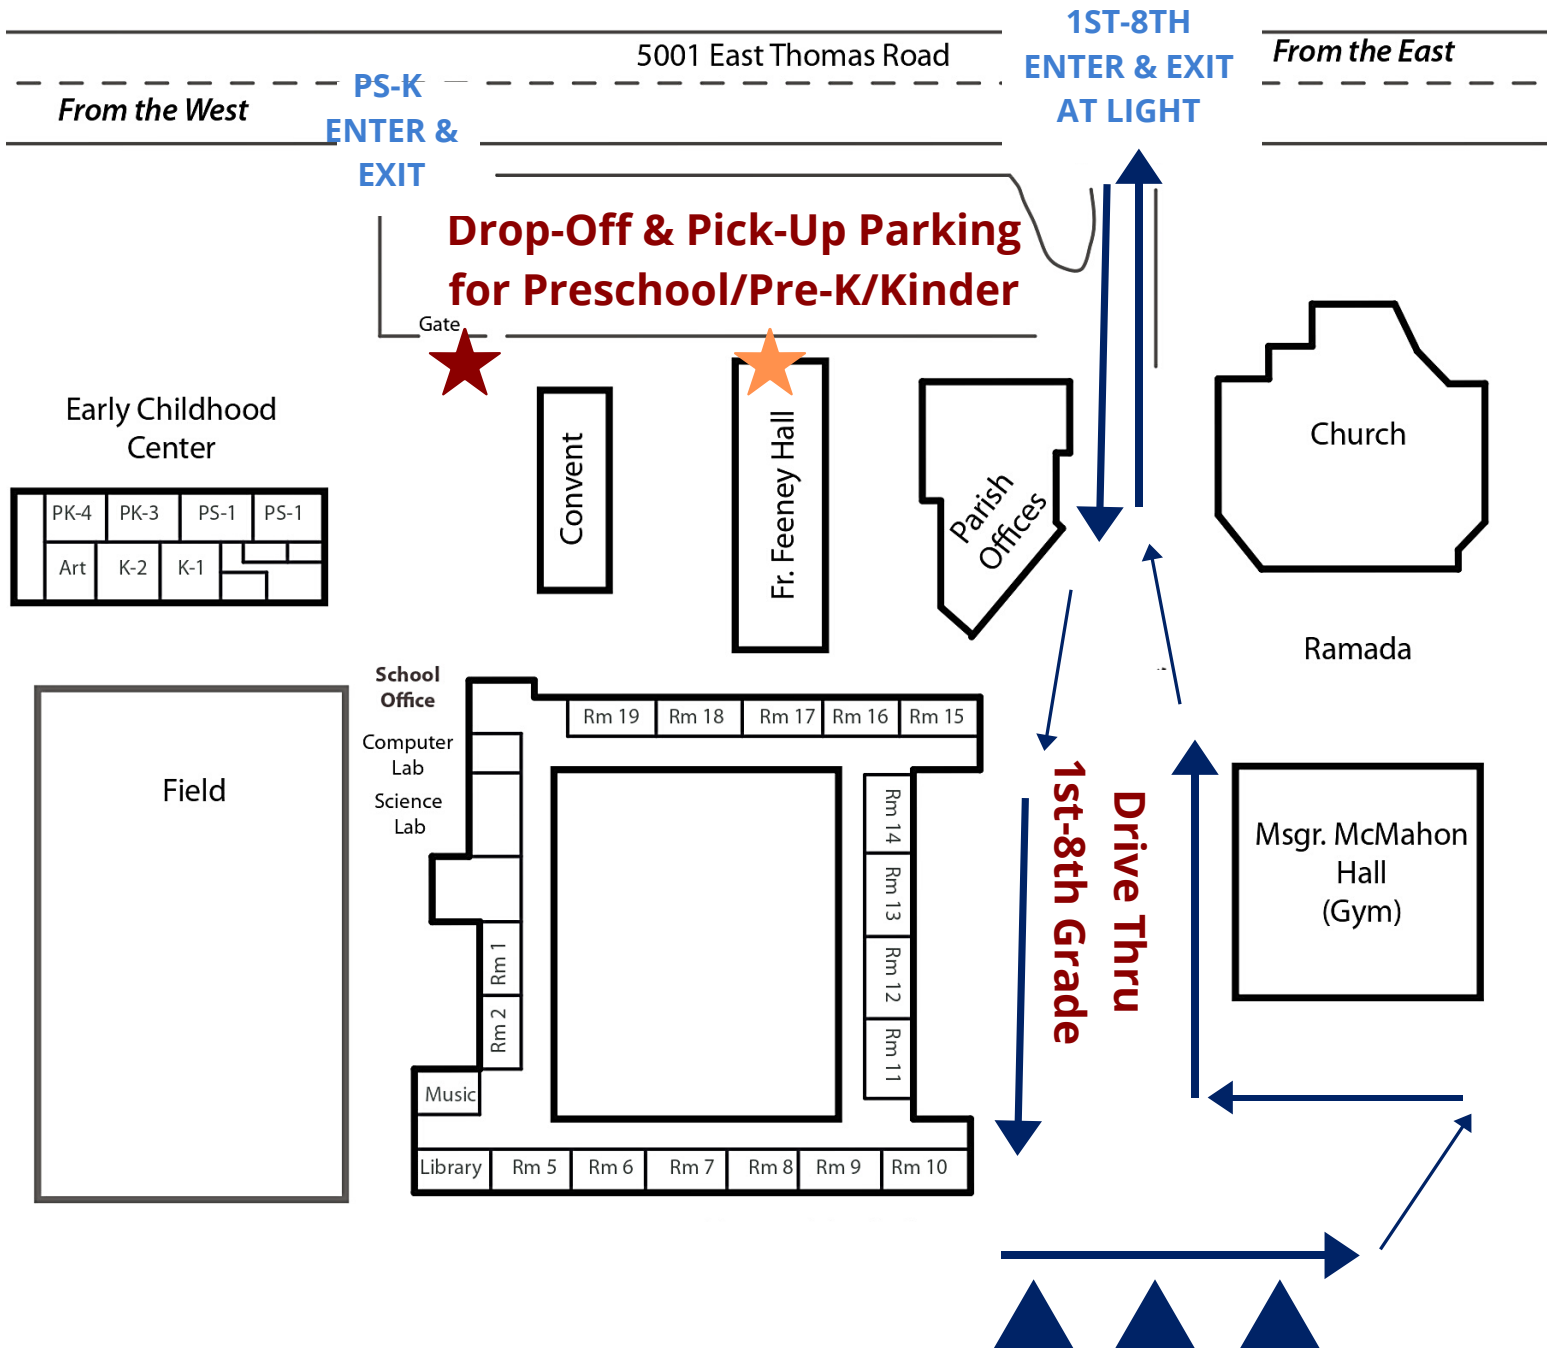 1ST-8TH
ENTER & EXIT
AT LIGHT
5001 East Thomas Road
From the East
From the West
PS-K
ENTER &
EXIT
Drop-Off & Pick-Up Parking
for Preschool/Pre-K/Kinder
Gate
Early Childhood
Center
PK-4
PK-3
PS-1
PS-1
Art
K-2
K-1
Convent
Fr. Feeney Hall
Parish
Offices
Church
Ramada
School
Office
Computer
Lab
Science
Lab
Field
Rm 19
Rm 18
Rm 17
Rm 16
Rm 15
Rm 14
Rm 13
Rm 12
Rm 11
Rm 1
Rm 2
Music
Library
Rm 5
Rm 6
Rm 7
Rm 8
Rm 9
Rm 10
Drive Thru
1st-8th Grade
Msgr. McMahon
Hall
(Gym)